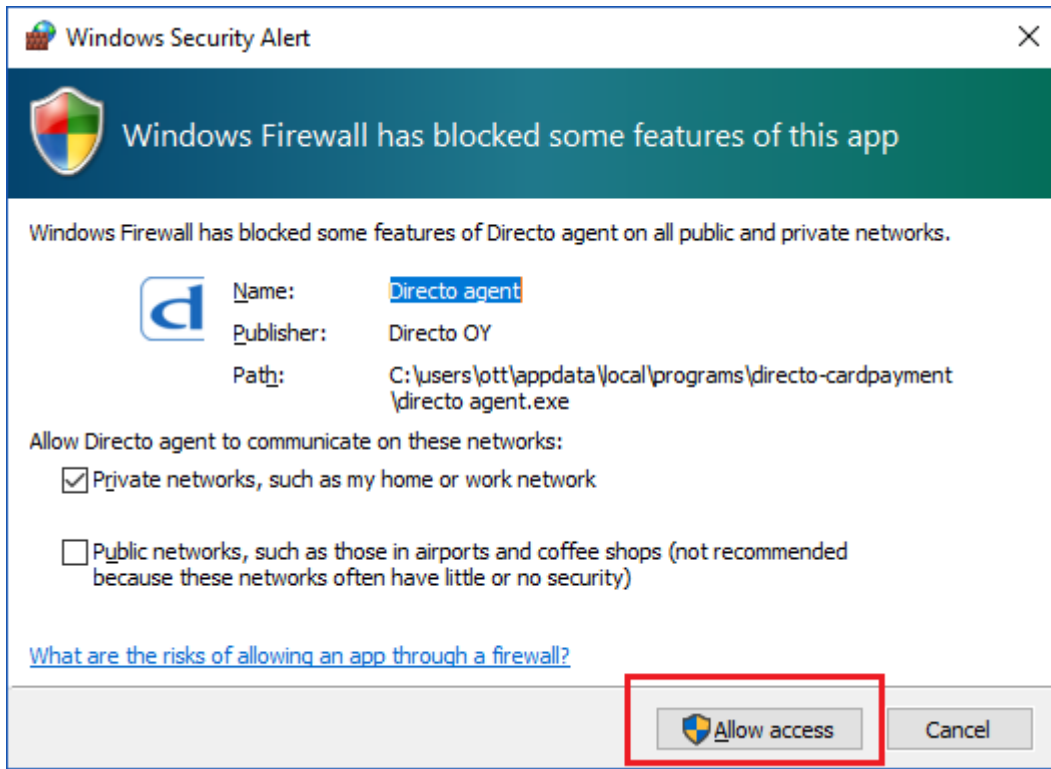 Windows Security Alert
Windows Firewall has blocked some features of this app
Windows Firewall has blocked some features of Directo agent on all public and private networks.
Name: Directo agent
Publisher: Directo OY
Path: C:\users\ott\appdata\local\programs\directo-cardpayment
\directo agent.exe
Allow Directo agent to communicate on these networks:
Private networks, such as my home or work network
Public networks, such as those in airports and coffee shops (not recommended
because these networks often have little or no security)
What are the risks of allowing an app through a firewall?
Allow access Cancel